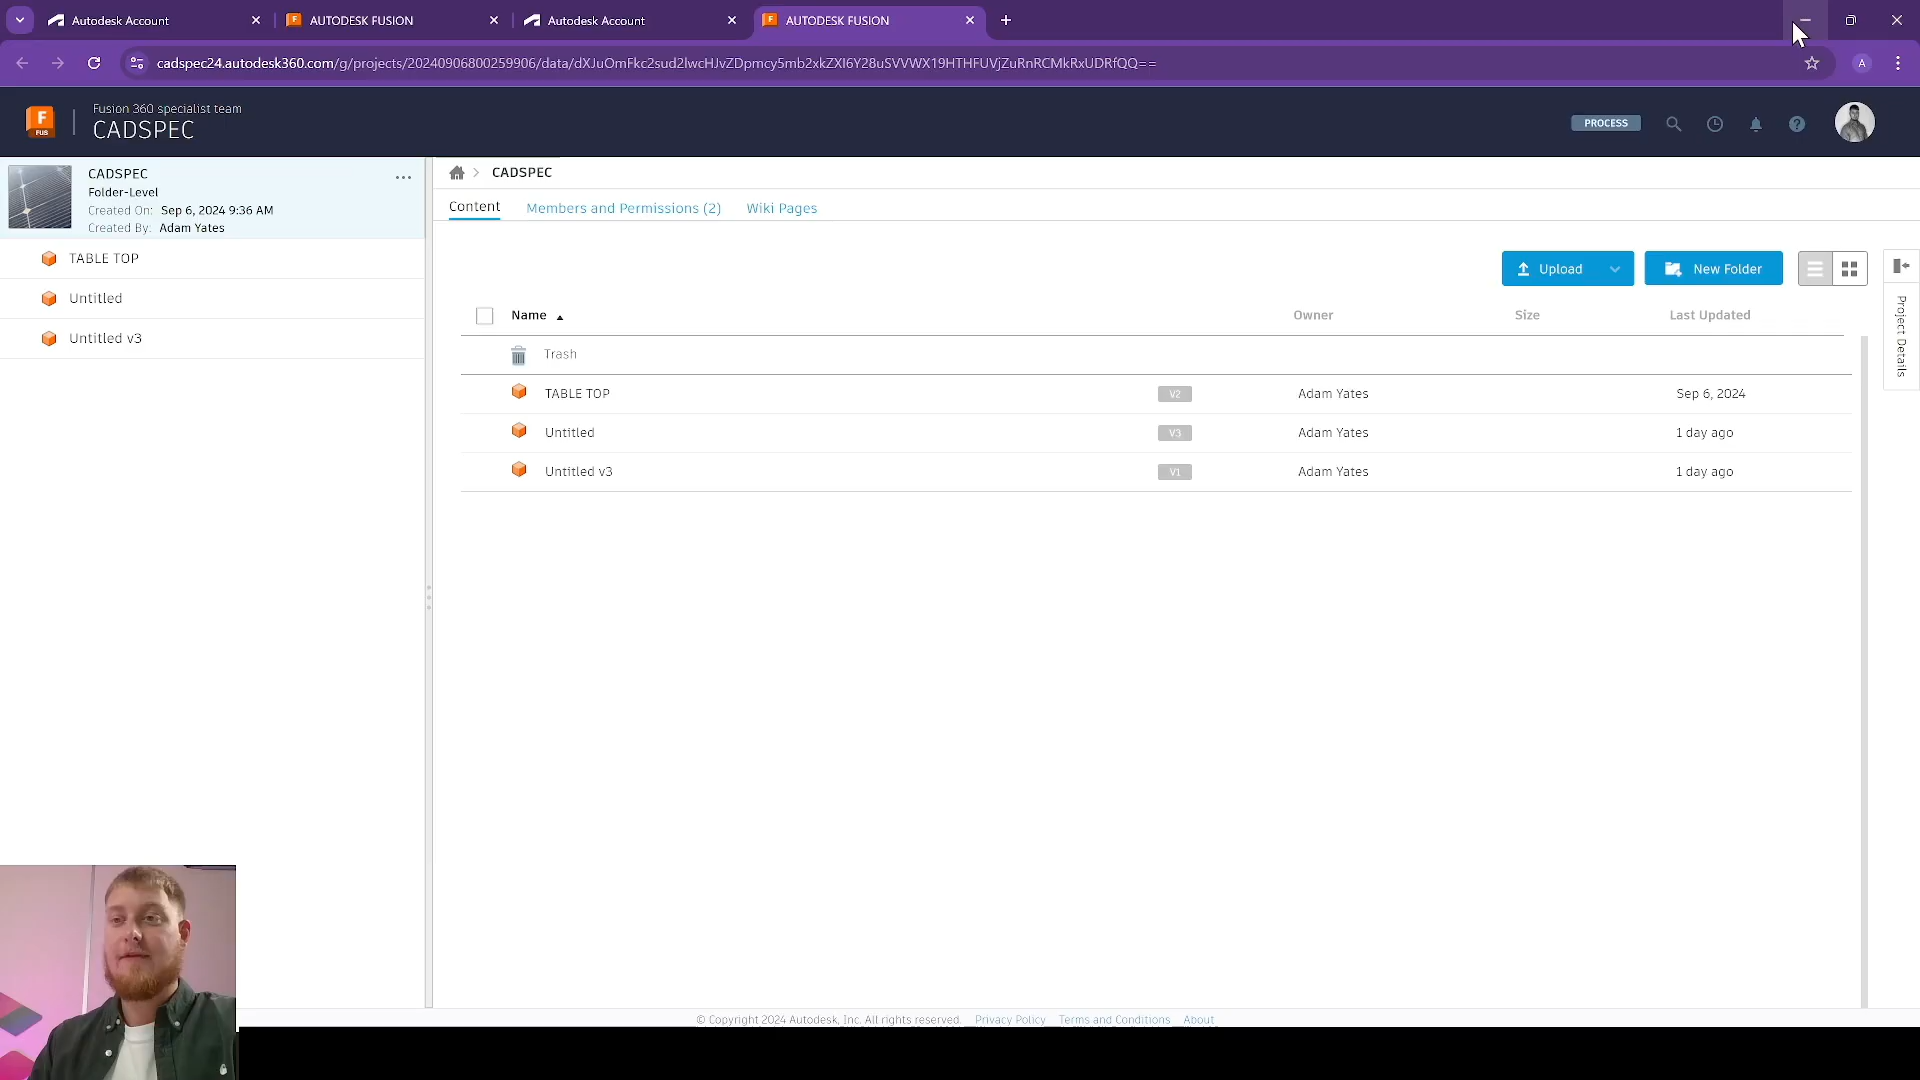 Autodesk Account
AUTODESK FUSION
Autodesk Account
AUTODESK FUSION
cadspec24.autodesk360.com/g/projects/20240906800259906/data/dXJuOmFkc2sud2lwcHJvZDpmcy5mb2xkZXI6Y28uSVVWX19HTHFUVjZuRnRCMkRxUDRfQQ==
A
F
FUS
Fusion 360 specialist team
CADSPEC
PROCESS
CADSPEC
Folder-Level
Created On: Sep 6, 2024 9:36 AM
Created By: Adam Yates
TABLE TOP
Untitled
Untitled v3
CADSPEC
Content
Members and Permissions (2)
Wiki Pages
Upload
New Folder
Project Details
Name
Owner
Size
Last Updated
Trash
TABLE TOP V2 Adam Yates Sep 6, 2024
Untitled V3 Adam Yates 1 day ago
Untitled v3 V1 Adam Yates 1 day ago
© Copyright 2024 Autodesk, Inc. All rights reserved. Privacy Policy Terms and Conditions About